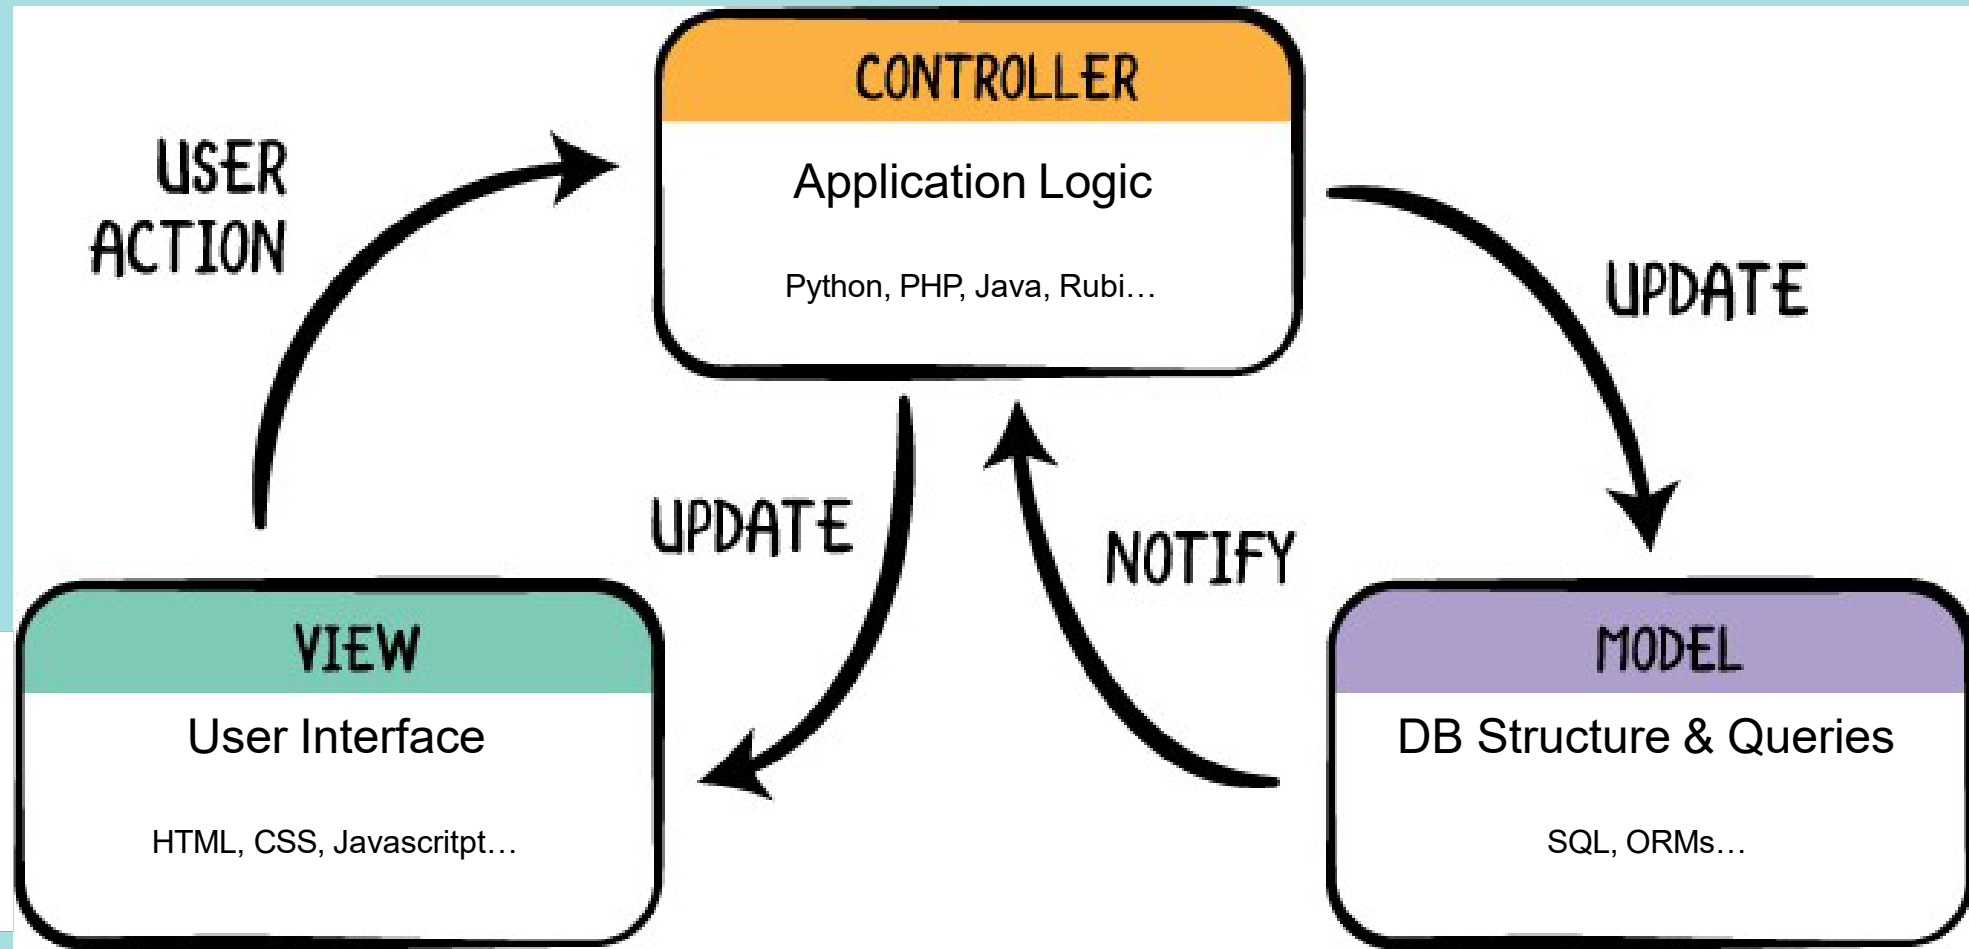 CONTROLLER
Application Logic
Python, PHP, Java, Rubi…
USER
ACTION
UPDATE
UPDATE
NOTIFY
VIEW
User Interface
HTML, CSS, Javascritpt…
MODEL
DB Structure & Queries
SQL, ORMs…